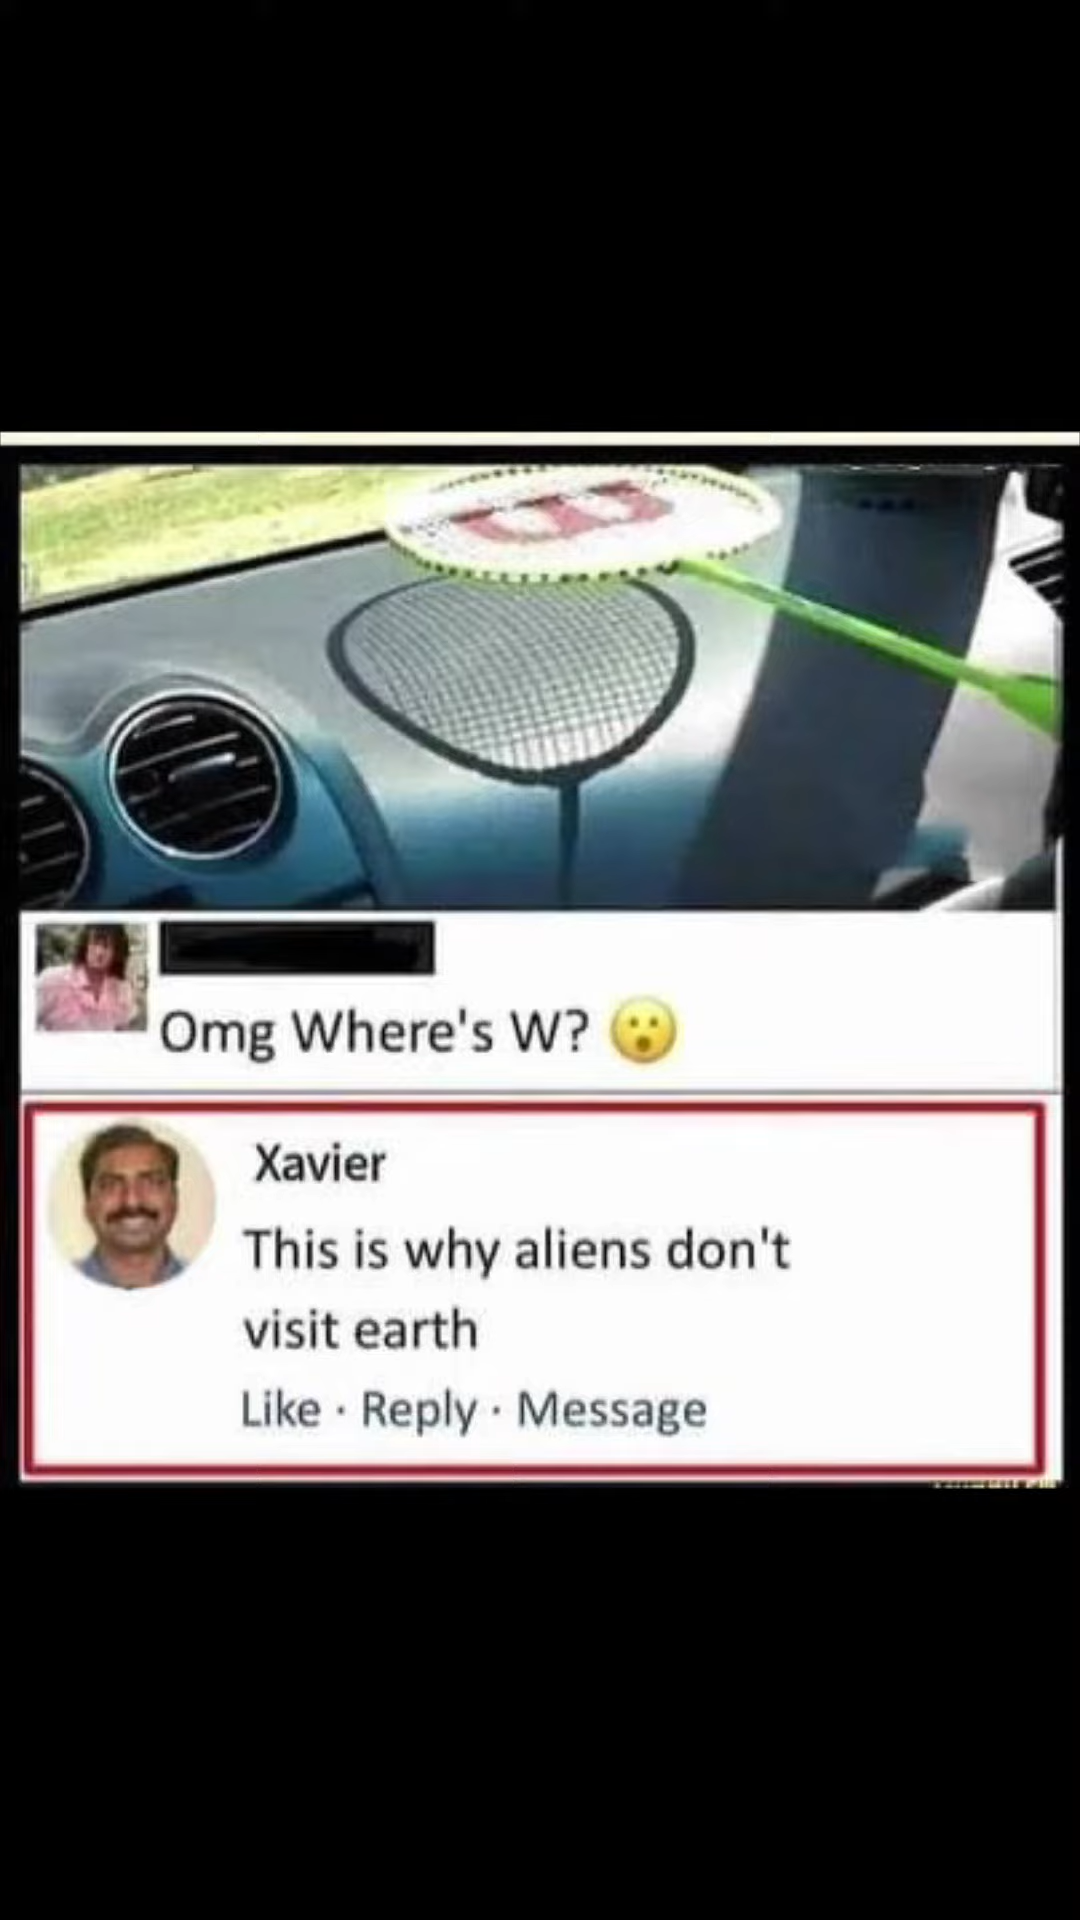 W
Omg Where's W? 😮
Xavier
This is why aliens don't
visit earth
Like · Reply · Message